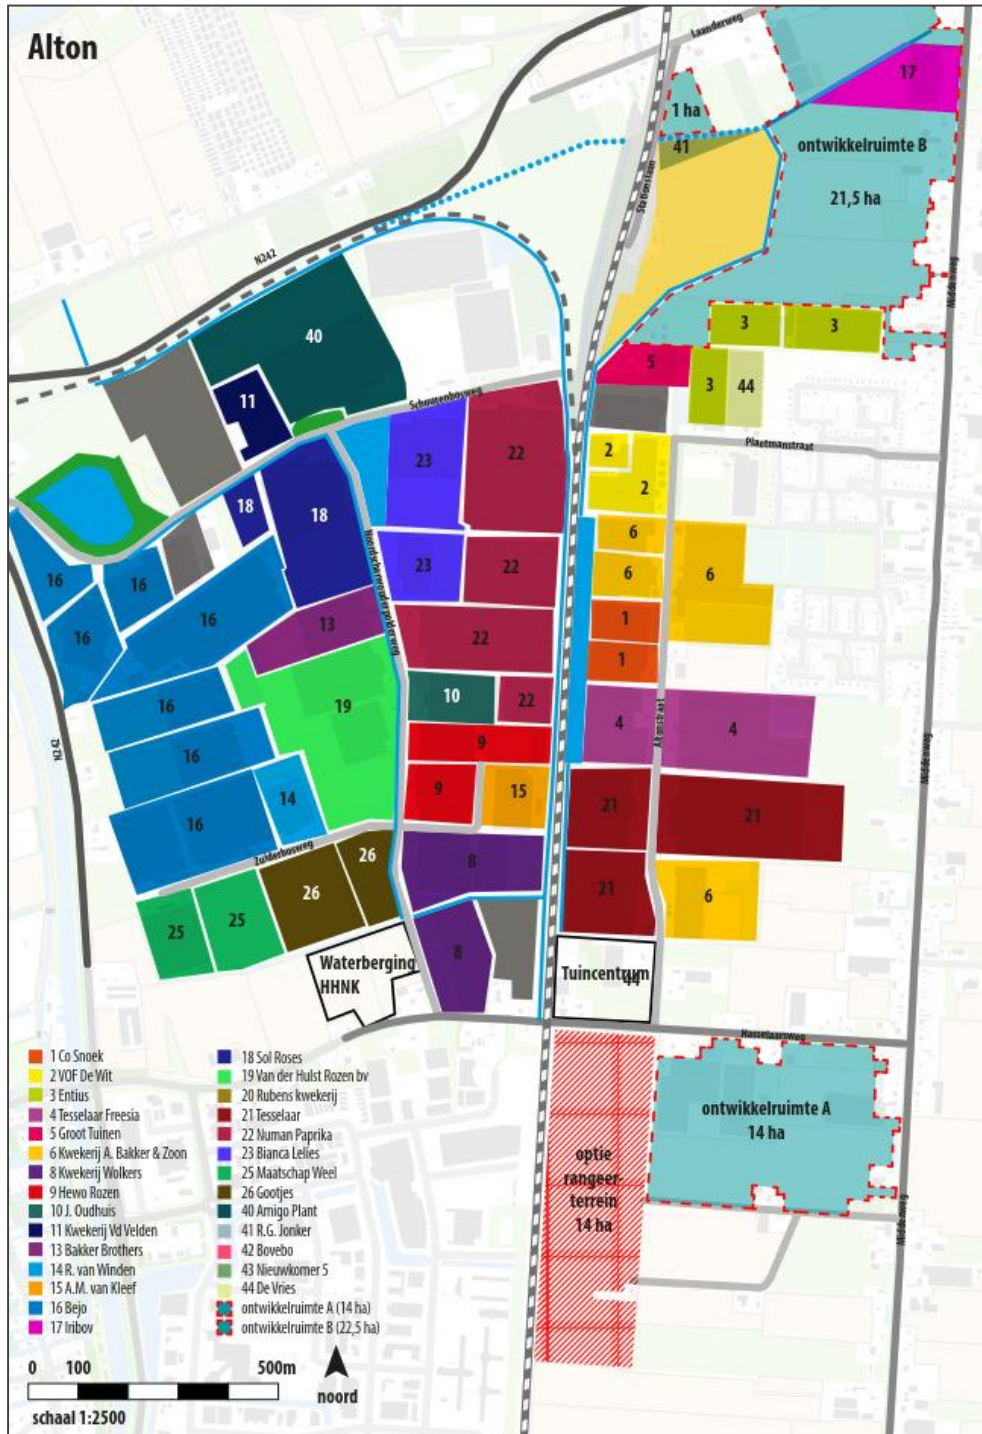 Alton
Laanderweg
17
1 ha
41
ontwikkelruimte B
21,5 ha
Stationslaan
N242
Middenweg
40
3
3
5
3
44
11
Schoutenbosweg
Plaetmanstraat
23
22
2
2
18
18
6
6
6
Noordscharwouderpolderweg
23
22
16
16
16
16
13
1
22
1
19
10
22
16
4
4
Altonstraat
9
16
N242
Middenweg
9
15
14
21
21
16
Zuiderbosweg
26
8
26
21
6
25
25
Waterberging
HHNK
8
Tuincentrum
44
Hasselaarsweg
ontwikkelruimte A
14 ha
optie
rangeer-
terrein
14 ha
Middenweg
1 Co Snoek
2 VOF De Wit
3 Entius
4 Tesselaar Freesia
5 Groot Tuinen
6 Kwekerij A. Bakker & Zoon
8 Kwekerij Wolkers
9 Hewo Rozen
10 J. Oudhuis
11 Kwekerij Vd Velden
13 Bakker Brothers
14 R. van Winden
15 A.M. van Kleef
16 Bejo
17 Iribov
18 Sol Roses
19 Van der Hulst Rozen bv
20 Rubens kwekerij
21 Tesselaar
22 Numan Paprika
23 Bianca Lelies
25 Maatschap Weel
26 Gootjes
40 Amigo Plant
41 R.G. Jonker
42 Bovebo
43 Nieuwkomer 5
44 De Vries
ontwikkelruimte A (14 ha)
ontwikkelruimte B (22,5 ha)
0 100 500m
schaal 1:2500
noord